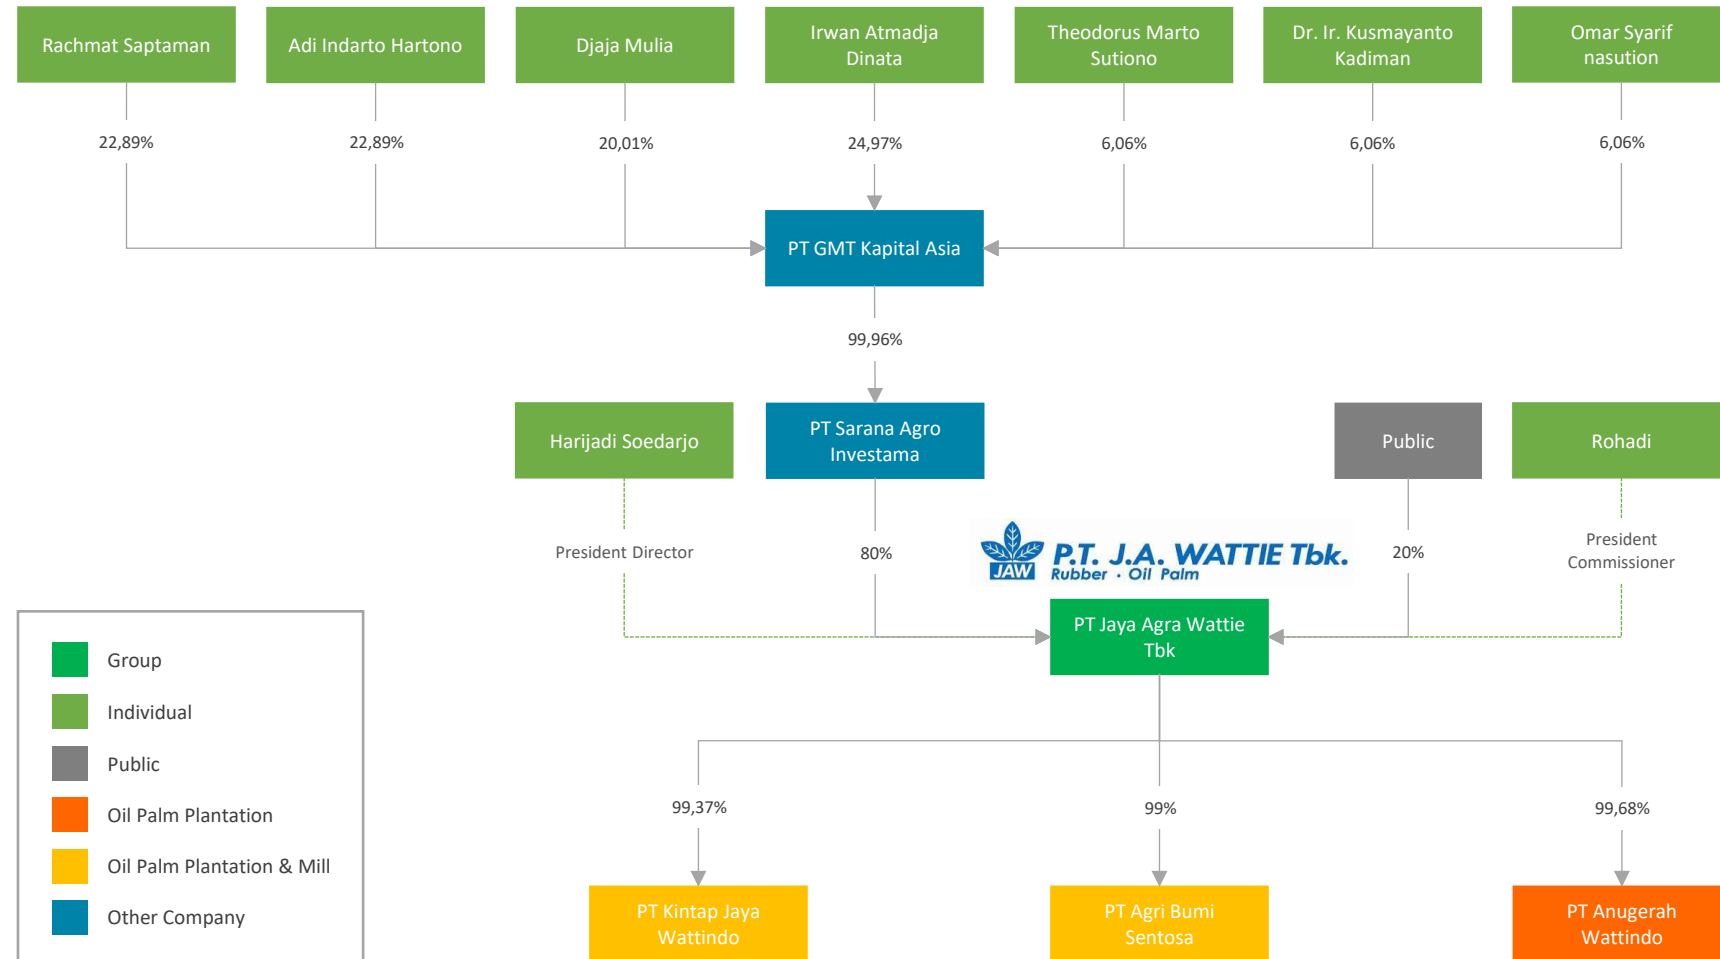 Rachmat Saptaman
Adi Indarto Hartono
Djaja Mulia
Irwan Atmadja
Dinata
Theodorus Marto
Sutiono
Dr. Ir. Kusmayanto
Kadiman
Omar Syarif
nasution
22,89%
22,89%
20,01%
24,97%
6,06%
6,06%
6,06%
PT GMT Kapital Asia
99,96%
Harijadi Soedarjo
PT Sarana Agro
Investama
Public
Rohadi
President Director
80%
JAW
P.T. J.A. WATTIE Tbk.
Rubber · Oil Palm
20%
President
Commissioner
PT Jaya Agra Wattie
Tbk
Group
Individual
Public
Oil Palm Plantation
Oil Palm Plantation & Mill
Other Company
99,37%
99%
99,68%
PT Kintap Jaya
Wattindo
PT Agri Bumi
Sentosa
PT Anugerah
Wattindo